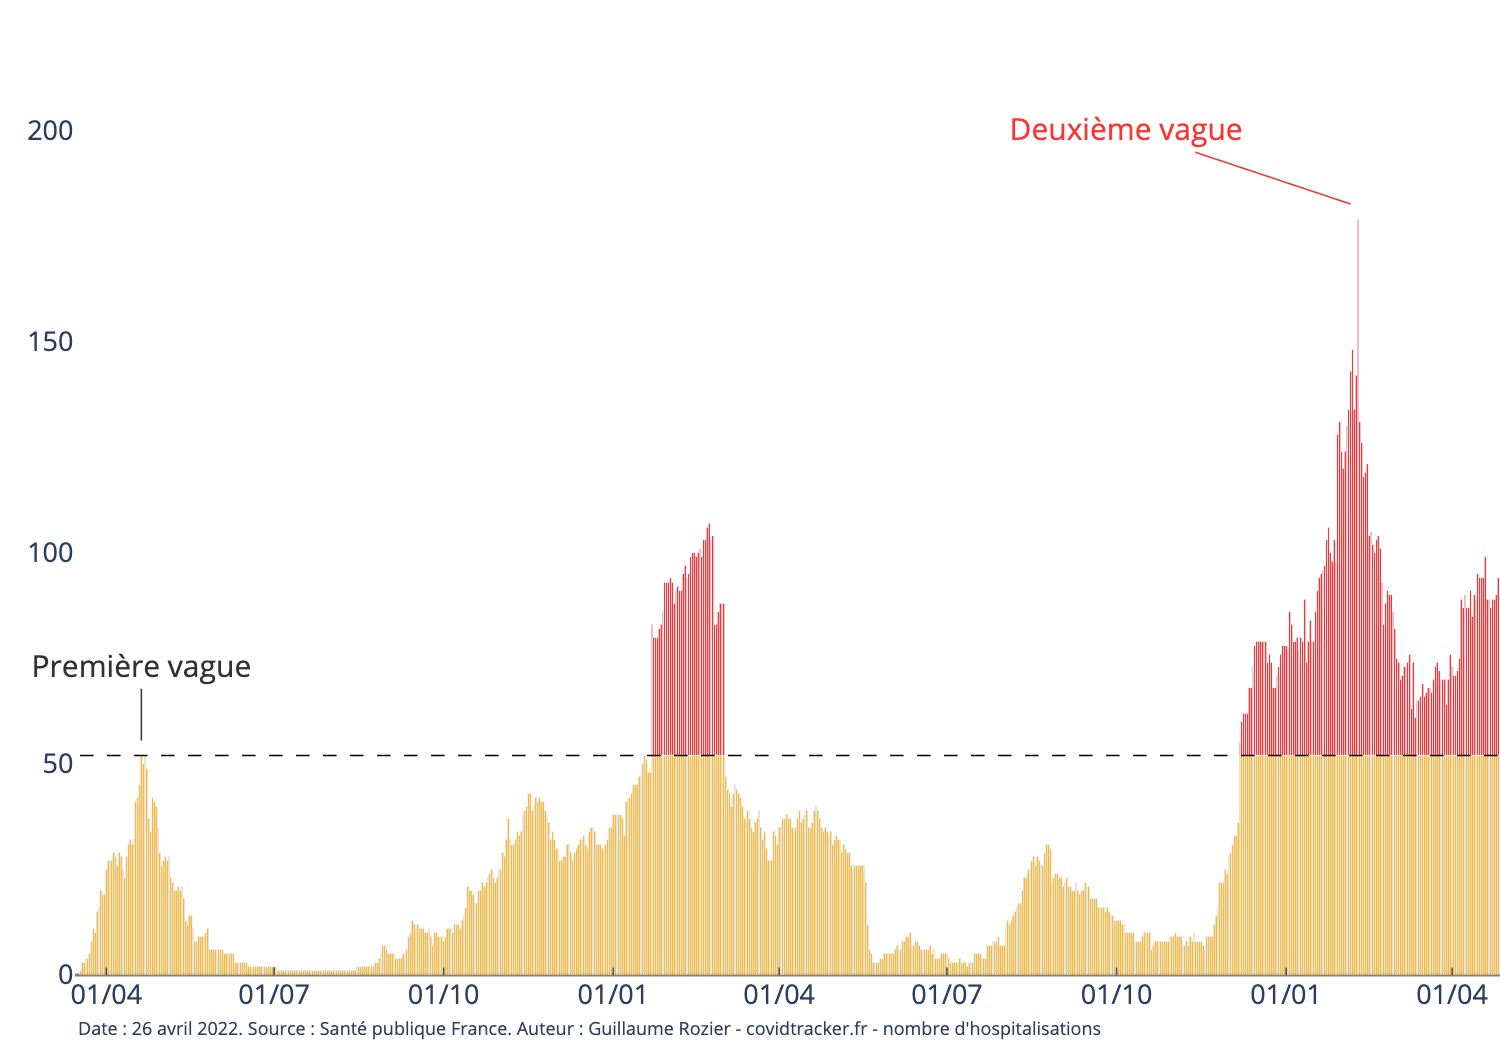 200
Deuxième vague
150
100
Première vague
50
0
01/04 01/07 01/10 01/01 01/04 01/07 01/10 01/01 01/04
Date : 26 avril 2022. Source : Santé publique France. Auteur : Guillaume Rozier - covidtracker.fr - nombre d'hospitalisations